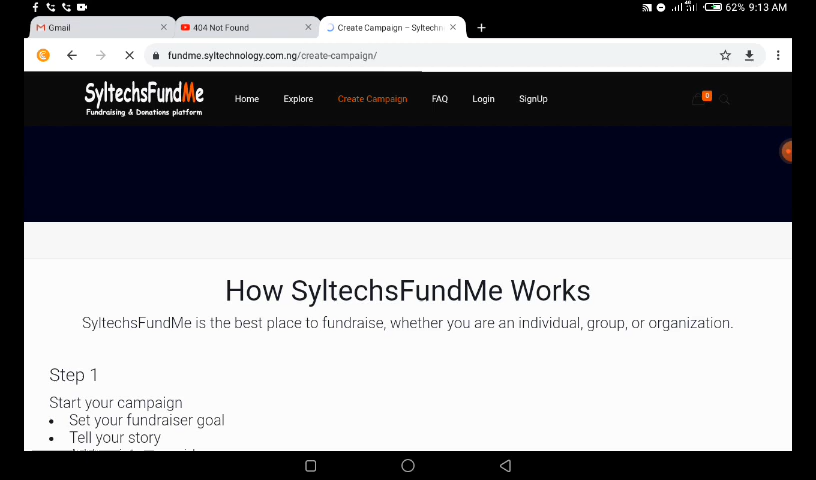 62% 9:13 AM
Gmail
404 Not Found
Create Campaign – Syltechn
fundme.syltechnology.com.ng/create-campaign/
SyltechsFundMe
Fundraising & Donations platform
Home
Explore
Create Campaign
FAQ
Login
SignUp
0
How SyltechsFundMe Works
SyltechsFundMe is the best place to fundraise, whether you are an individual, group, or organization.
Step 1
Start your campaign
• Set your fundraiser goal
• Tell your story